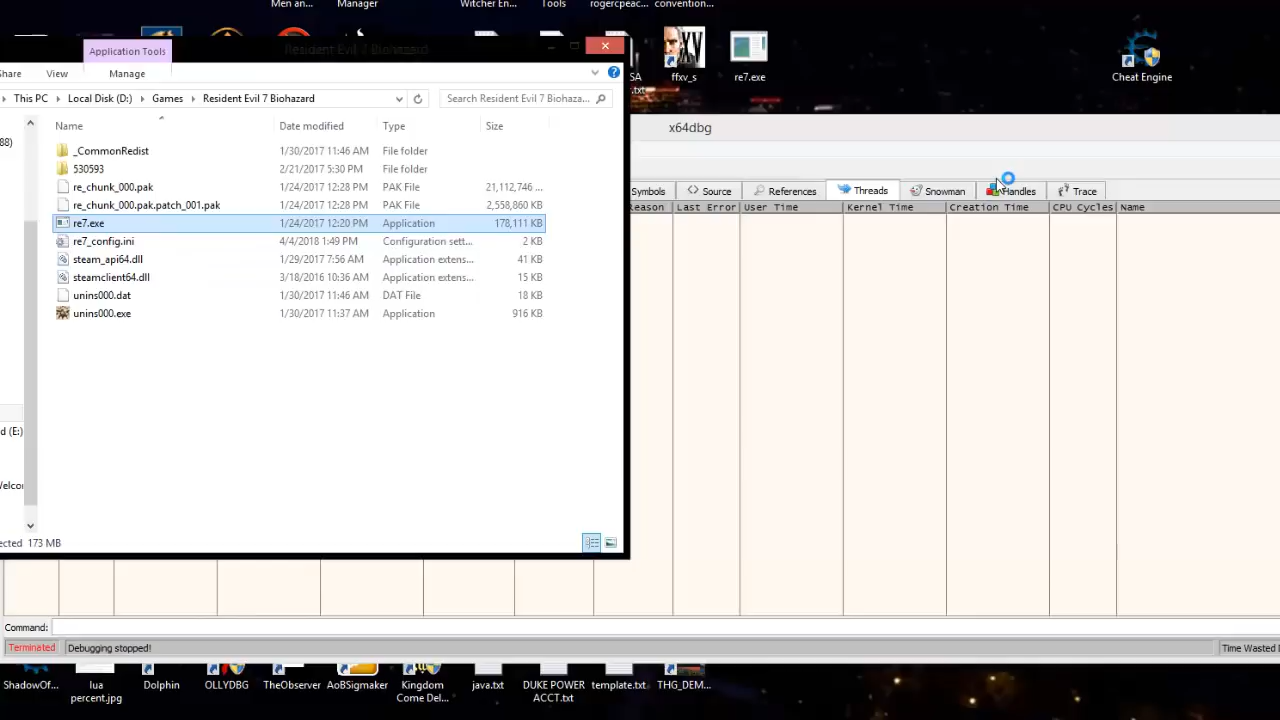 Men an...
Manager
Witcher En...
Tools
rogercpeac...
convention...
Application Tools
Resident Evil 7 Biohazard
Share
View
Manage
This PC
Local Disk (D:)
Games
Resident Evil 7 Biohazard
Search Resident Evil 7 Biohaza...
Name
Date modified
Type
Size
_CommonRedist 1/30/2017 11:46 AM File folder
530593 2/21/2017 5:30 PM File folder
re_chunk_000.pak 1/24/2017 12:28 PM PAK File 21,112,746 ...
re_chunk_000.pak.patch_001.pak 1/24/2017 12:28 PM PAK File 2,558,860 KB
re7.exe 1/24/2017 12:20 PM Application 178,111 KB
re7_config.ini 4/4/2018 1:49 PM Configuration sett... 2 KB
steam_api64.dll 1/29/2017 7:56 AM Application extens... 41 KB
steamclient64.dll 3/18/2016 10:36 AM Application extens... 15 KB
unins000.dat 1/30/2017 11:46 AM DAT File 18 KB
unins000.exe 1/30/2017 11:37 AM Application 916 KB
88)
d (E:)
Welcor
ected 173 MB
SA
r.txt
ffxv_s
re7.exe
Cheat Engine
x64dbg
Symbols
Source
References
Threads
Snowman
Handles
Trace
Reason
Last Error
User Time
Kernel Time
Creation Time
CPU Cycles
Name
Command:
Terminated
Debugging stopped!
Time Wasted D
ShadowOf...
lua
percent.jpg
Dolphin
OLLYDBG
TheObserver
AoBSigmaker
Kingdom
Come Del...
java.txt
DUKE POWER
ACCT.txt
template.txt
THG_DEM...